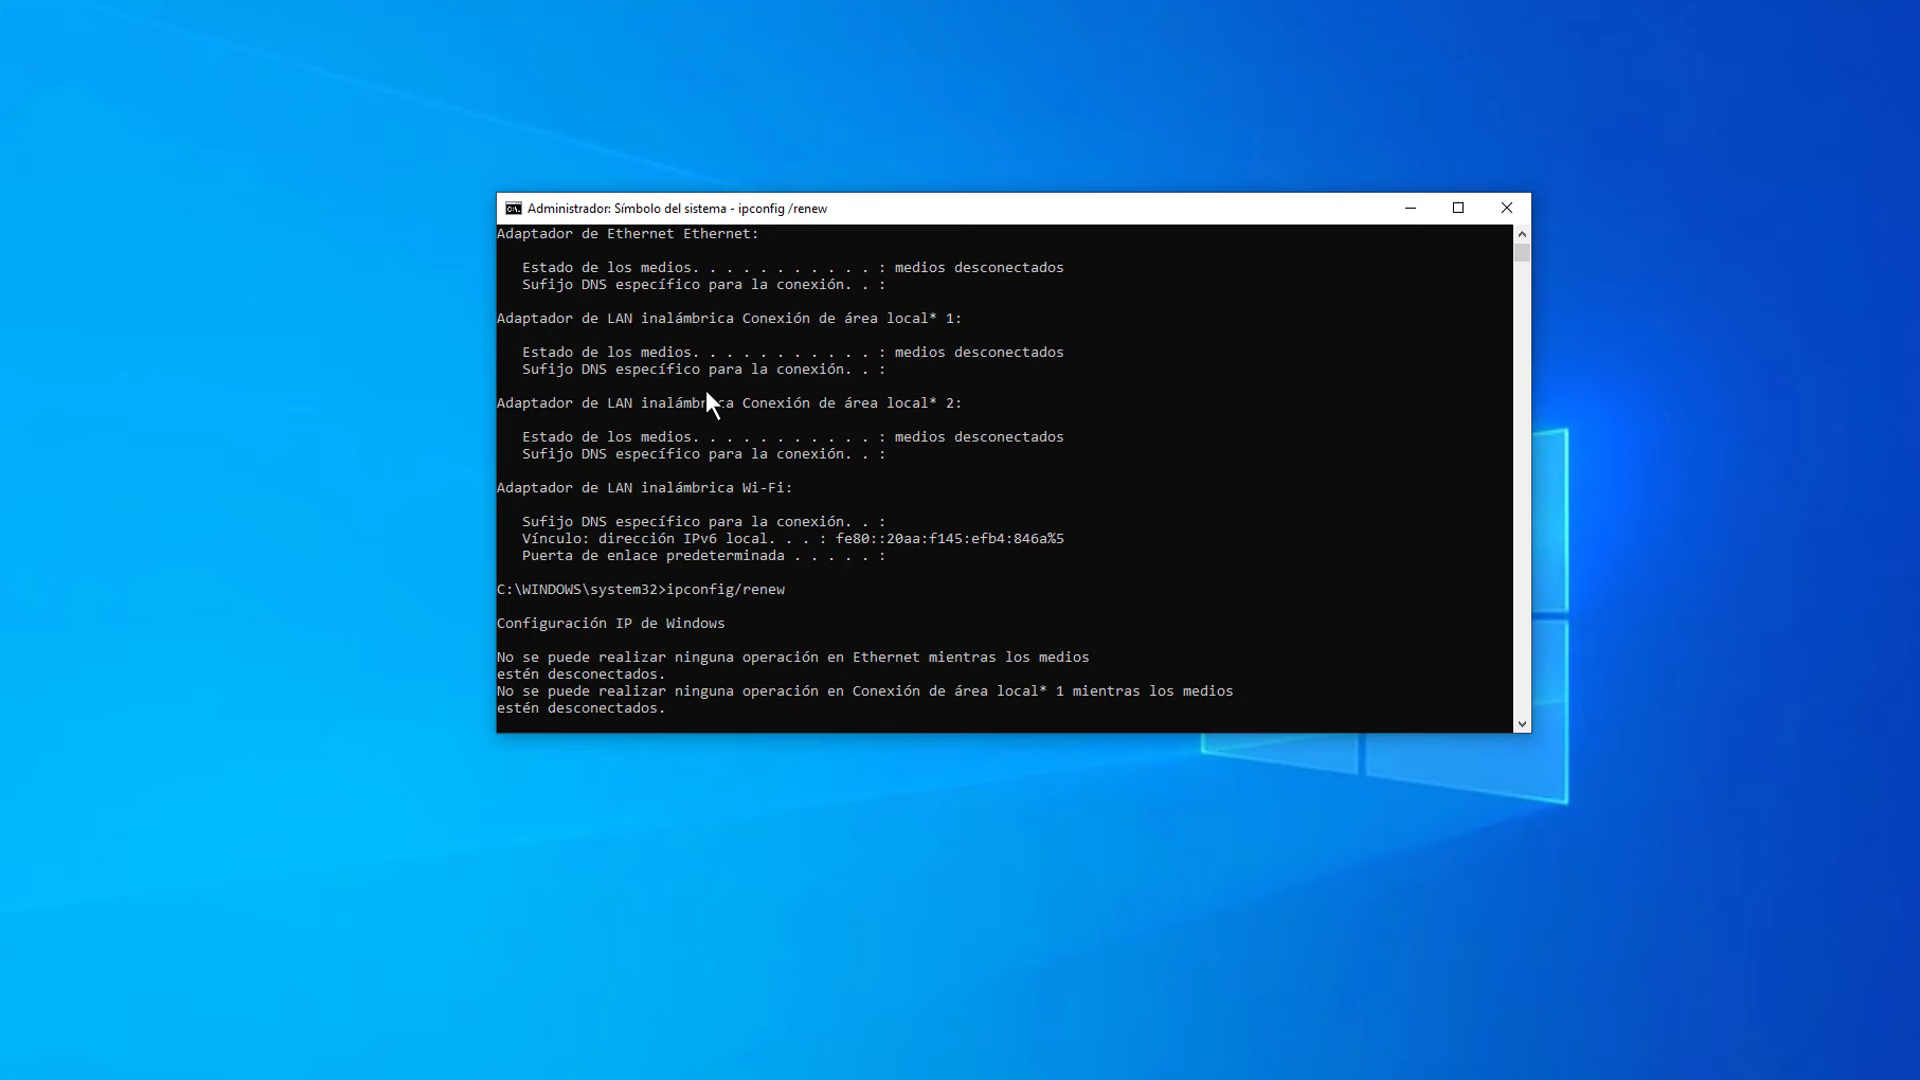 Administrador: Símbolo del sistema - ipconfig /renew
Adaptador de Ethernet Ethernet:
Estado de los medios. . . . . . . . . . . : medios desconectados
Sufijo DNS específico para la conexión. . :
Adaptador de LAN inalámbrica Conexión de área local* 1:
Estado de los medios. . . . . . . . . . . : medios desconectados
Sufijo DNS específico para la conexión. . :
Adaptador de LAN inalámbrica Conexión de área local* 2:
Estado de los medios. . . . . . . . . . . : medios desconectados
Sufijo DNS específico para la conexión. . :
Adaptador de LAN inalámbrica Wi-Fi:
Sufijo DNS específico para la conexión. . :
Vínculo: dirección IPv6 local. . . : fe80::20aa:f145:efb4:846a%5
Puerta de enlace predeterminada . . . . . :
C:\WINDOWS\system32>ipconfig/renew
Configuración IP de Windows
No se puede realizar ninguna operación en Ethernet mientras los medios
estén desconectados.
No se puede realizar ninguna operación en Conexión de área local* 1 mientras los medios
estén desconectados.